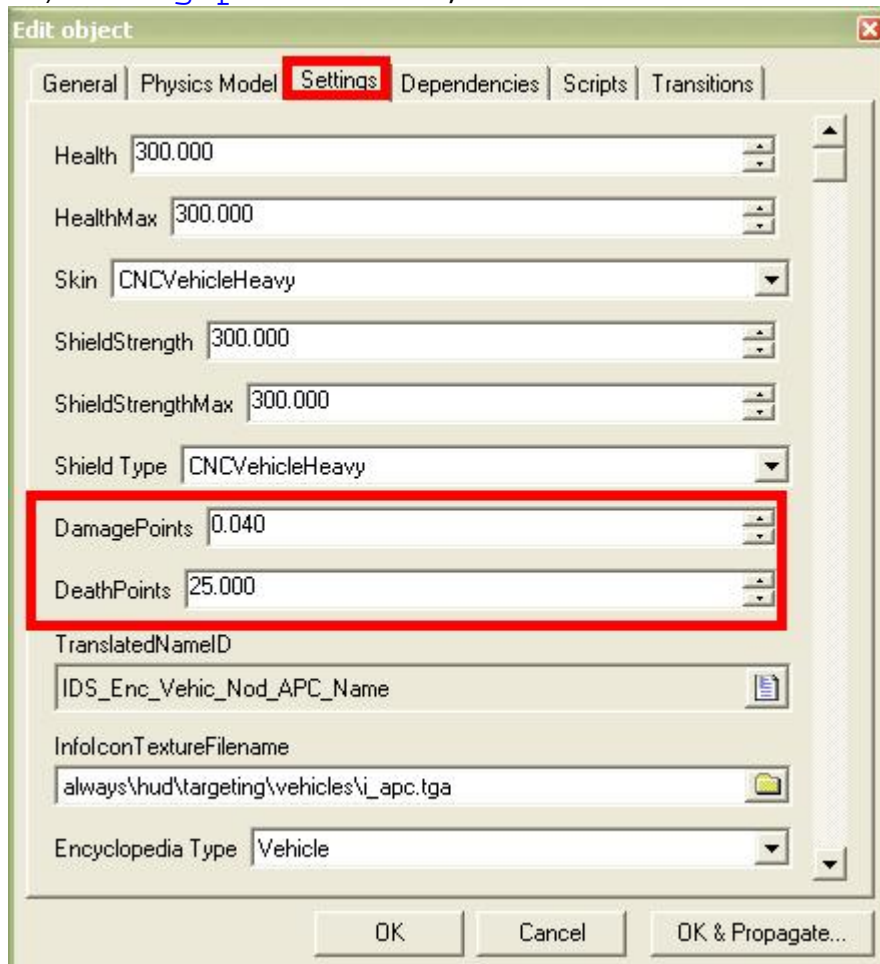 Edit object
General Physics Model Settings Dependencies Scripts Transitions
Health 300.000
HealthMax 300.000
Skin CNCVehicleHeavy
ShieldStrength 300.000
ShieldStrengthMax 300.000
Shield Type CNCVehicleHeavy
DamagePoints 0.040
DeathPoints 25.000
TranslatedNameID
IDS_Enc_Vehic_Nod_APC_Name
InfoIconTextureFilename
always\hud\targeting\vehicles\i_apc.tga
Encyclopedia Type Vehicle
OK Cancel OK & Propagate...